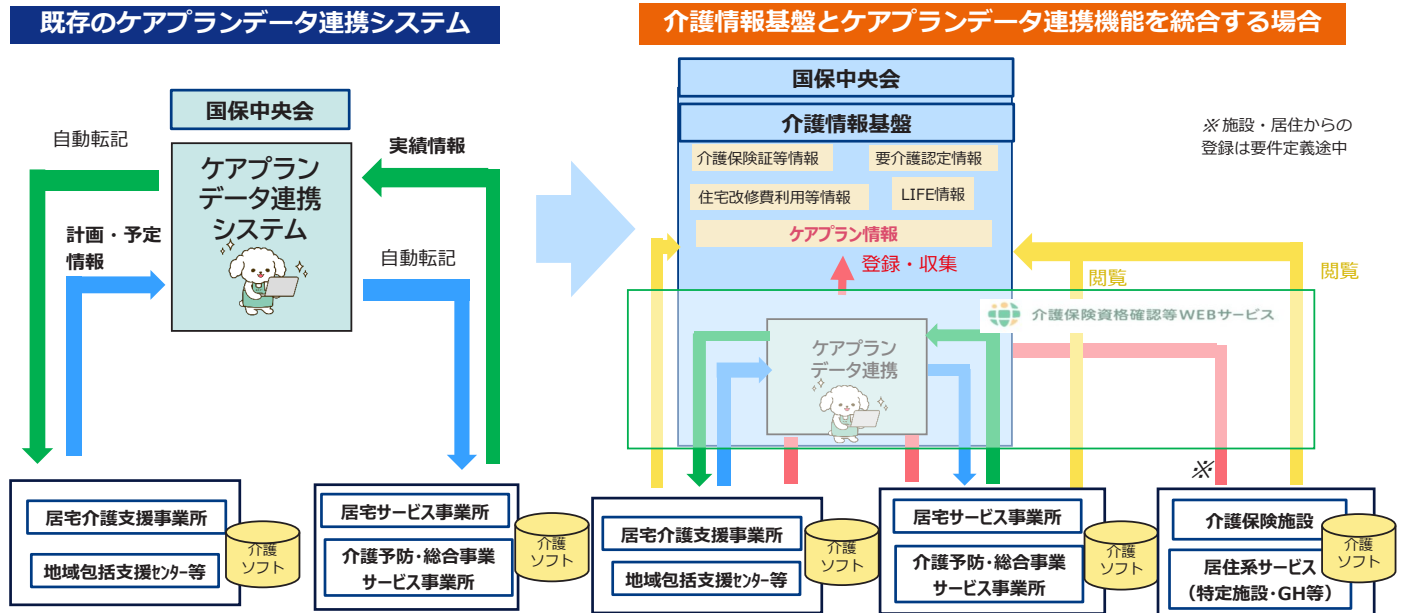 既存のケアプランデータ連携システム
国保中央会
自動転記
実績情報
ケアプラン
データ連携
システム
計画・予定
情報
自動転記
居宅介護支援事業所
地域包括支援センター等
介護
ソフト
居宅サービス事業所
介護予防・総合事業
サービス事業所
介護
ソフト
介護情報基盤とケアプランデータ連携機能を統合する場合
国保中央会
介護情報基盤
介護保険証等情報
要介護認定情報
住宅改修費利用等情報
LIFE情報
ケアプラン情報
登録・収集
※施設・居住からの
登録は要件定義途中
閲覧
閲覧
介護保険資格確認等WEBサービス
ケアプラン
データ連携
※
居宅介護支援事業所
地域包括支援センター等
介護
ソフト
居宅サービス事業所
介護予防・総合事業
サービス事業所
介護
ソフト
介護保険施設
居住系サービス
（特定施設・GH等）
介護
ソフト